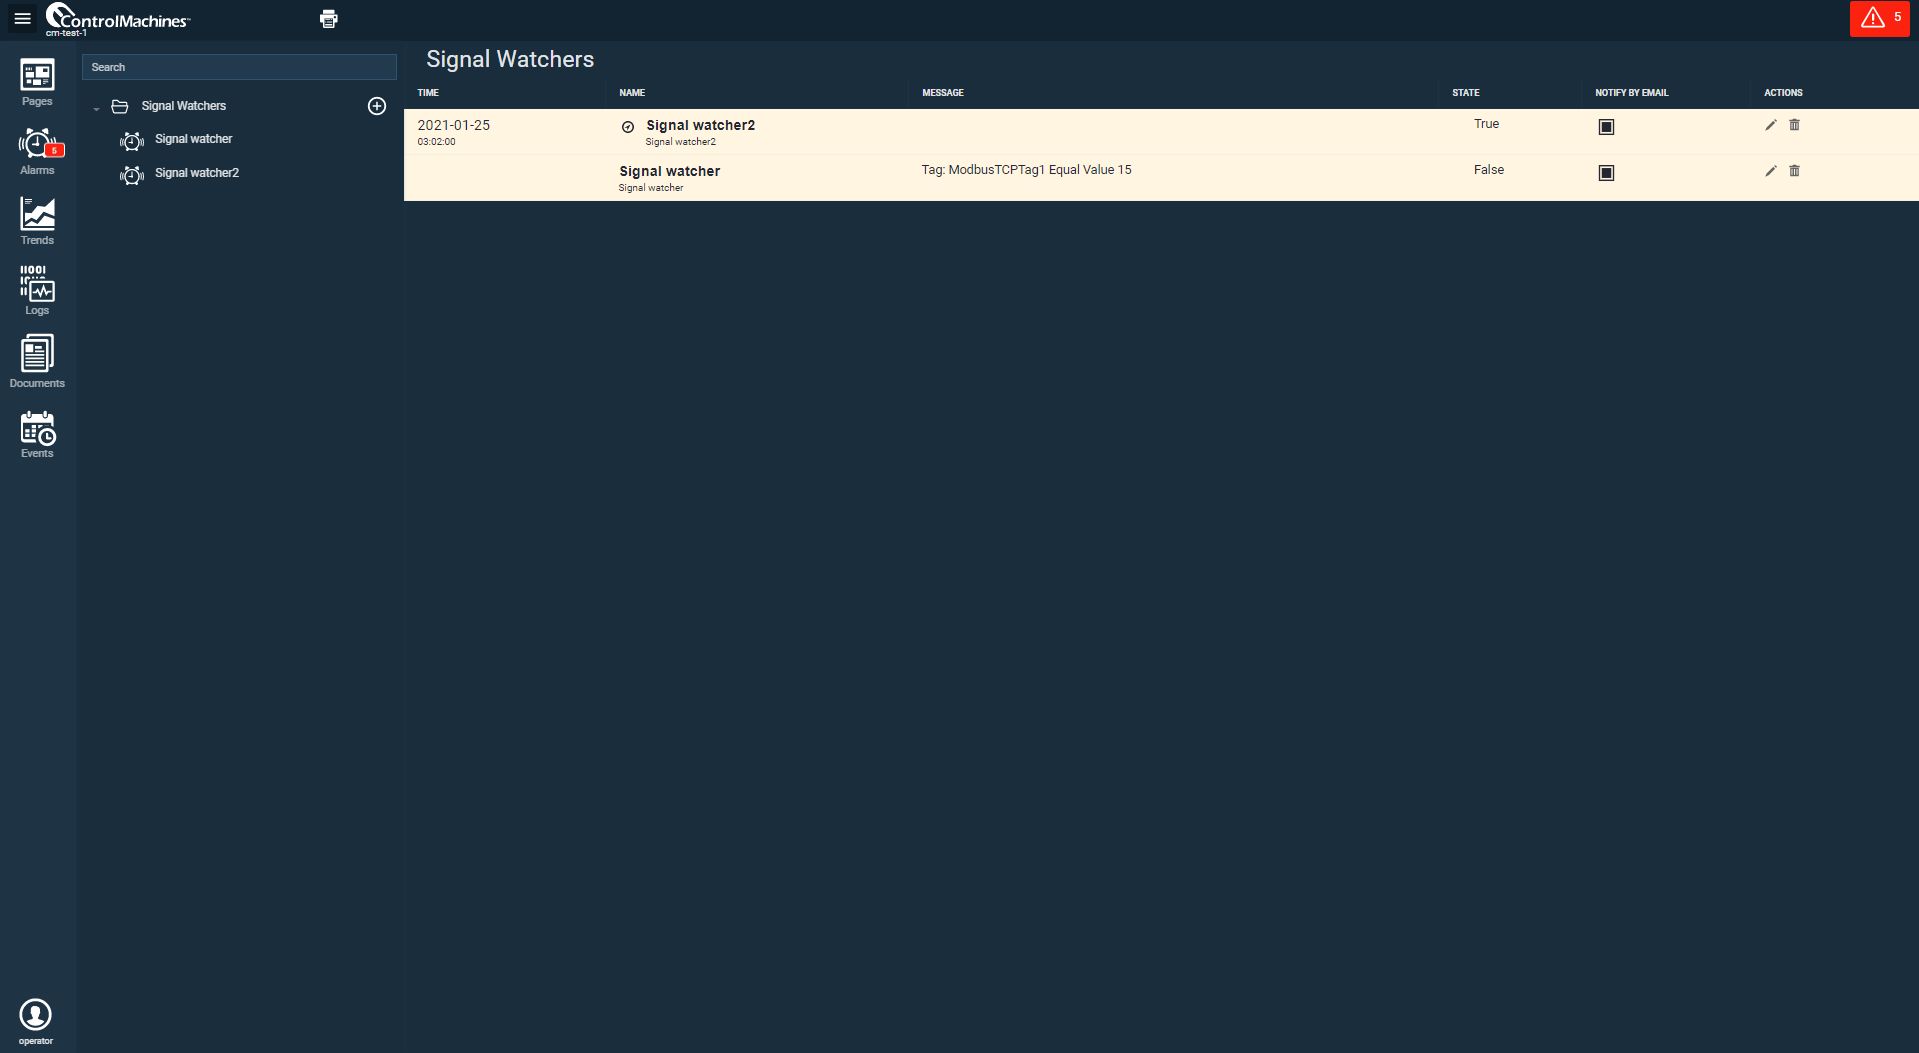 ControlMachines™
cm-test-1
5
Pages
5
Alarms
Trends
Logs
Documents
Events
operator
Search
Signal Watchers
Signal watcher
Signal watcher2
Signal Watchers
TIME NAME MESSAGE STATE NOTIFY BY EMAIL ACTIONS
2021-01-25 Signal watcher2 True
03:02:00 Signal watcher2
Signal watcher Tag: ModbusTCPTag1 Equal Value 15 False
Signal watcher